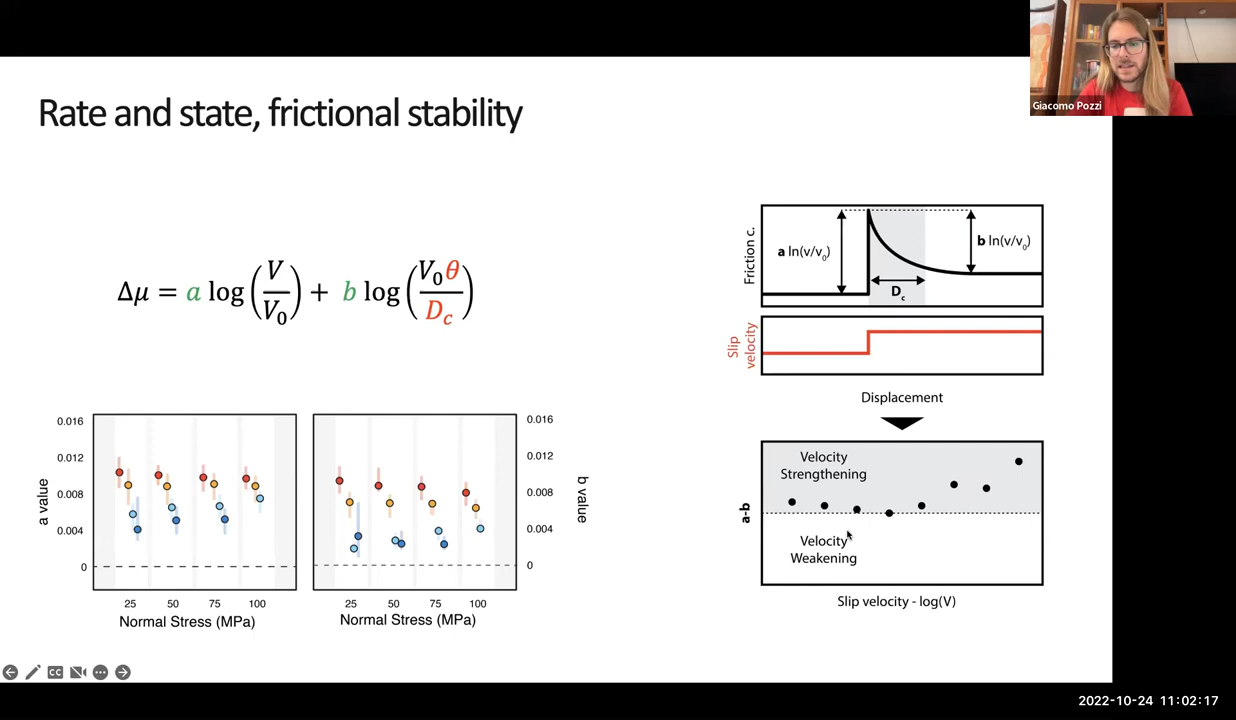 Giacomo Pozzi
Rate and state, frictional stability
Δμ = a log(V/V₀) + b log(V₀θ/D_c)
Friction c.
a ln(v/v₀)
b ln(v/v₀)
Dc
Slip velocity
Displacement
a value
0.016
0.012
0.008
0.004
0
25 50 75 100
Normal Stress (MPa)
0.016
0.012
0.008
0.004
0
b value
25 50 75 100
Normal Stress (MPa)
a-b
Velocity
Strengthening
Velocity
Weakening
Slip velocity - log(V)
CC
2022-10-24 11:02:17